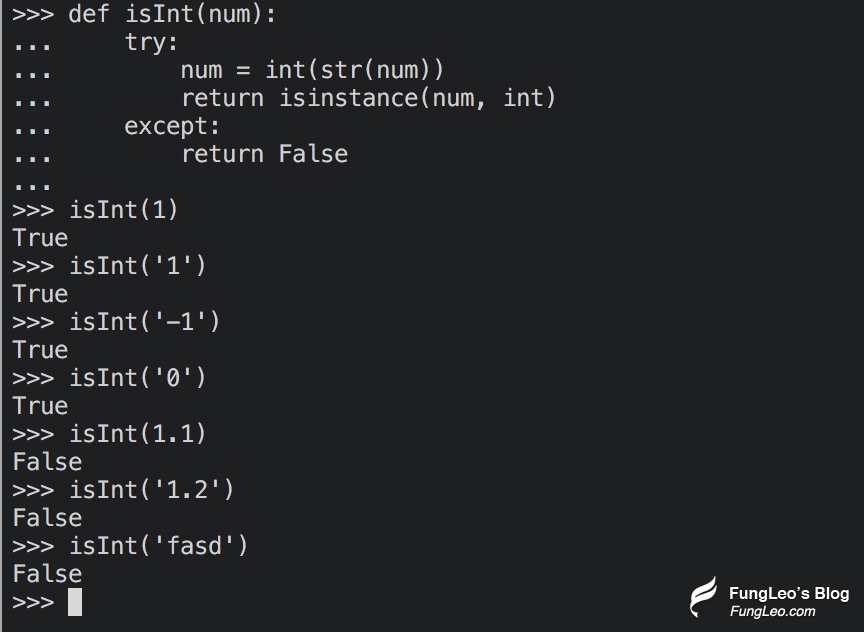 >>> def isInt(num):
...     try:
...         num = int(str(num))
...         return isinstance(num, int)
...     except:
...         return False
...
>>> isInt(1)
True
>>> isInt('1')
True
>>> isInt('-1')
True
>>> isInt('0')
True
>>> isInt(1.1)
False
>>> isInt('1.2')
False
>>> isInt('fasd')
False
>>>
FungLeo's Blog
FungLeo.com